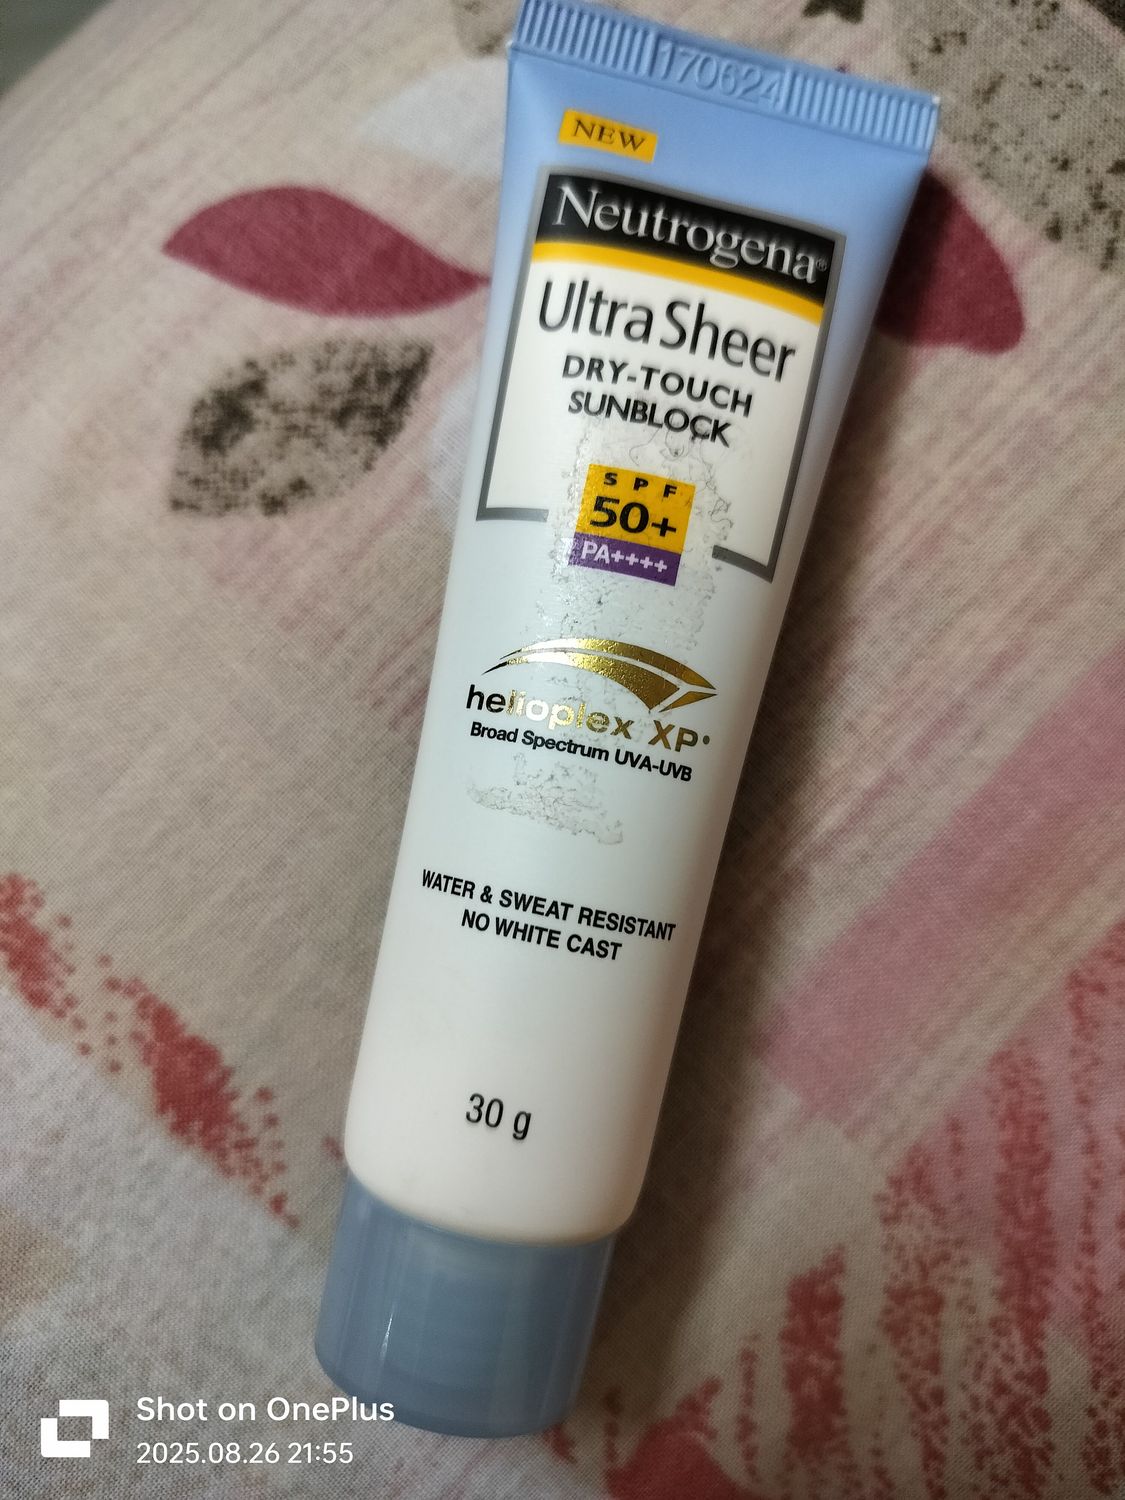 170624
NEW
Neutrogena®
Ultra Sheer
DRY-TOUCH
SUNBLOCK
SPF
50+
PA++++
helioplex XP•
Broad Spectrum UVA-UVB
WATER & SWEAT RESISTANT
NO WHITE CAST
30 g
Shot on OnePlus
2025.08.26 21:55